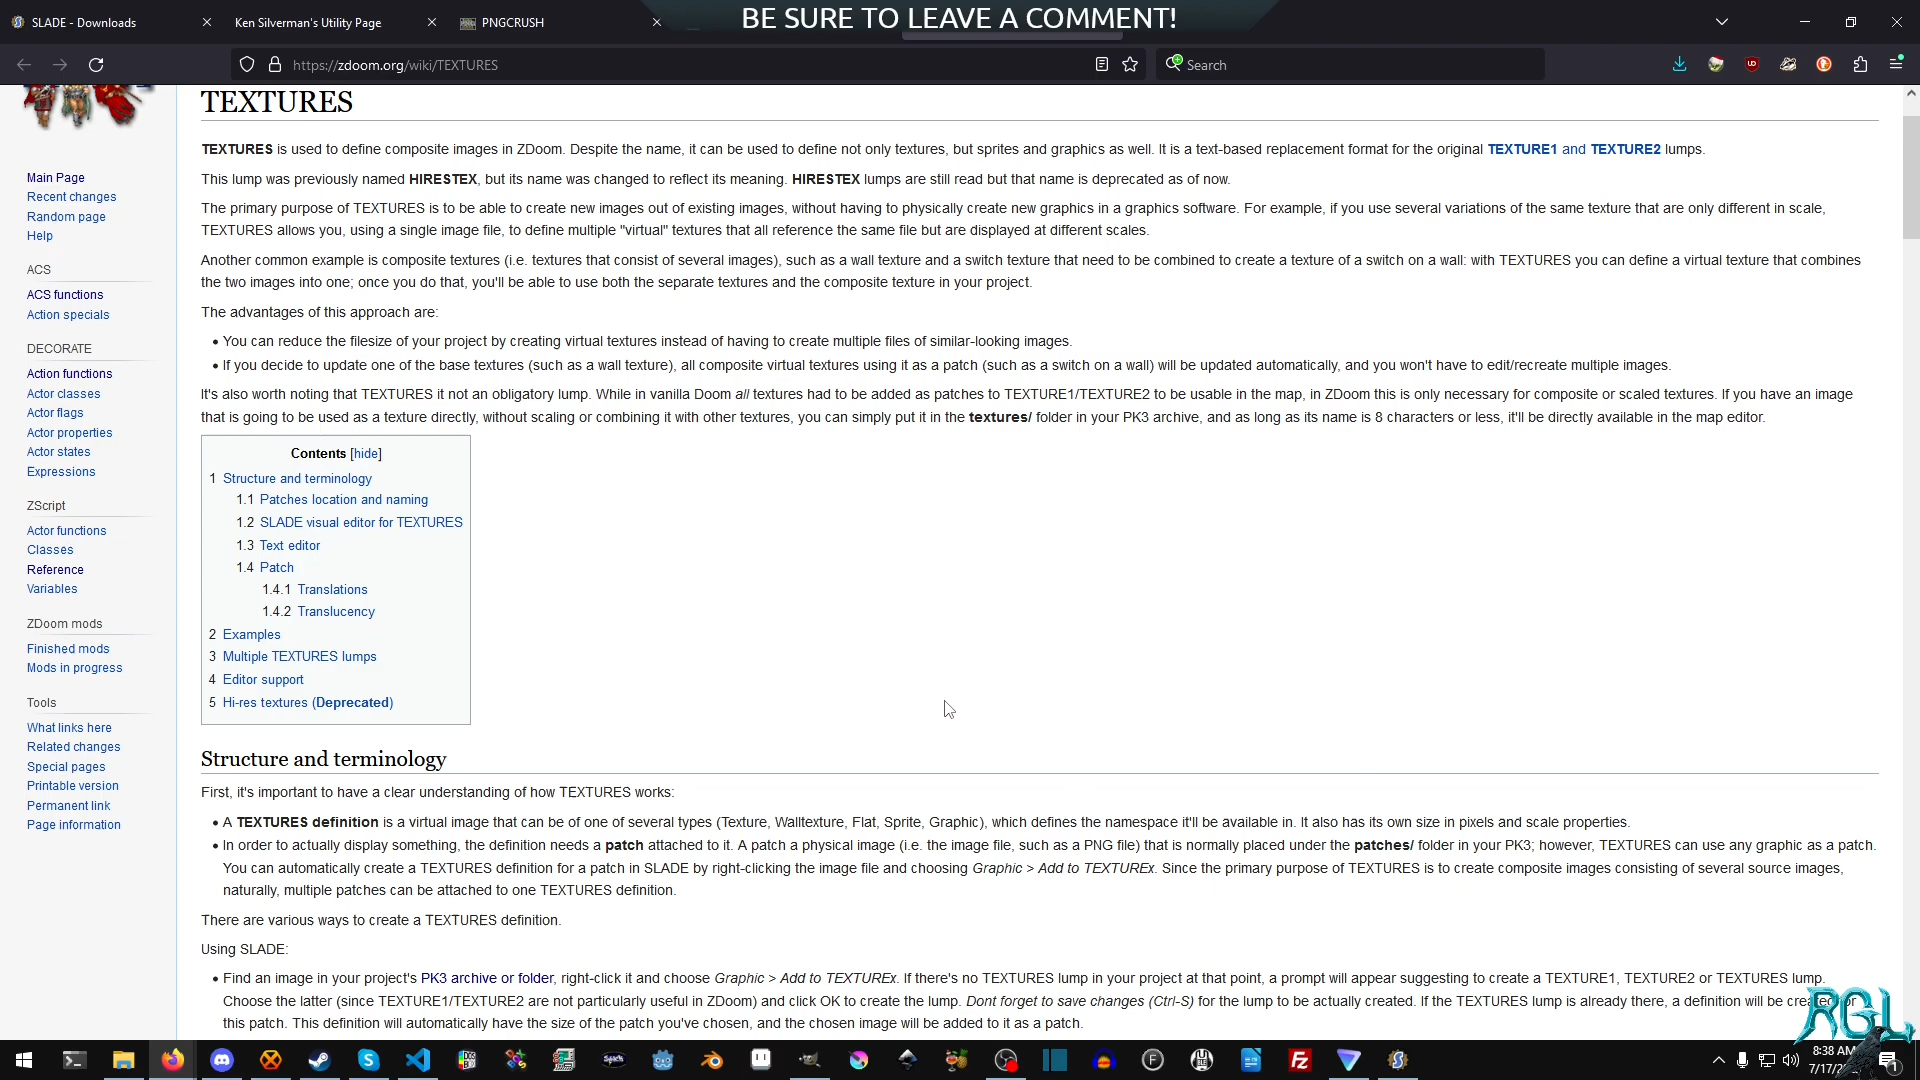 SLADE - Downloads
Ken Silverman's Utility Page
PNGCRUSH
BE SURE TO LEAVE A COMMENT!
https://zdoom.org/wiki/TEXTURES
Search
Main Page
Recent changes
Random page
Help
ACS
ACS functions
Action specials
DECORATE
Action functions
Actor classes
Actor flags
Actor properties
Actor states
Expressions
ZScript
Actor functions
Classes
Reference
Variables
ZDoom mods
Finished mods
Mods in progress
Tools
What links here
Related changes
Special pages
Printable version
Permanent link
Page information
TEXTURES
TEXTURES is used to define composite images in ZDoom. Despite the name, it can be used to define not only textures, but sprites and graphics as well. It is a text-based replacement format for the original TEXTURE1 and TEXTURE2 lumps.
This lump was previously named HIRESTEX, but its name was changed to reflect its meaning. HIRESTEX lumps are still read but that name is deprecated as of now.
The primary purpose of TEXTURES is to be able to create new images out of existing images, without having to physically create new graphics in a graphics software. For example, if you use several variations of the same texture that are only different in scale,
TEXTURES allows you, using a single image file, to define multiple "virtual" textures that all reference the same file but are displayed at different scales.
Another common example is composite textures (i.e. textures that consist of several images), such as a wall texture and a switch texture that need to be combined to create a texture of a switch on a wall: with TEXTURES you can define a virtual texture that combines
the two images into one; once you do that, you'll be able to use both the separate textures and the composite texture in your project.
The advantages of this approach are:
• You can reduce the filesize of your project by creating virtual textures instead of having to create multiple files of similar-looking images.
• If you decide to update one of the base textures (such as a wall texture), all composite virtual textures using it as a patch (such as a switch on a wall) will be updated automatically, and you won't have to edit/recreate multiple images.
It's also worth noting that TEXTURES it not an obligatory lump. While in vanilla Doom all textures had to be added as patches to TEXTURE1/TEXTURE2 to be usable in the map, in ZDoom this is only necessary for composite or scaled textures. If you have an image
that is going to be used as a texture directly, without scaling or combining it with other textures, you can simply put it in the textures/ folder in your PK3 archive, and as long as its name is 8 characters or less, it'll be directly available in the map editor.
Contents [hide]
1 Structure and terminology
1.1 Patches location and naming
1.2 SLADE visual editor for TEXTURES
1.3 Text editor
1.4 Patch
1.4.1 Translations
1.4.2 Translucency
2 Examples
3 Multiple TEXTURES lumps
4 Editor support
5 Hi-res textures (Deprecated)
Structure and terminology
First, it's important to have a clear understanding of how TEXTURES works:
• A TEXTURES definition is a virtual image that can be of one of several types (Texture, Walltexture, Flat, Sprite, Graphic), which defines the namespace it'll be available in. It also has its own size in pixels and scale properties.
• In order to actually display something, the definition needs a patch attached to it. A patch a physical image (i.e. the image file, such as a PNG file) that is normally placed under the patches/ folder in your PK3; however, TEXTURES can use any graphic as a patch.
You can automatically create a TEXTURES definition for a patch in SLADE by right-clicking the image file and choosing Graphic > Add to TEXTUREx. Since the primary purpose of TEXTURES is to create composite images consisting of several source images,
naturally, multiple patches can be attached to one TEXTURES definition.
There are various ways to create a TEXTURES definition.
Using SLADE:
• Find an image in your project's PK3 archive or folder, right-click it and choose Graphic > Add to TEXTUREx. If there's no TEXTURES lump in your project at that point, a prompt will appear suggesting to create a TEXTURE1, TEXTURE2 or TEXTURES lump.
Choose the latter (since TEXTURE1/TEXTURE2 are not particularly useful in ZDoom) and click OK to create the lump. Dont forget to save changes (Ctrl-S) for the lump to be actually created. If the TEXTURES lump is already there, a definition will be created for
this patch. This definition will automatically have the size of the patch you've chosen, and the chosen image will be added to it as a patch.
RGL
8:38 AM
7/17/2